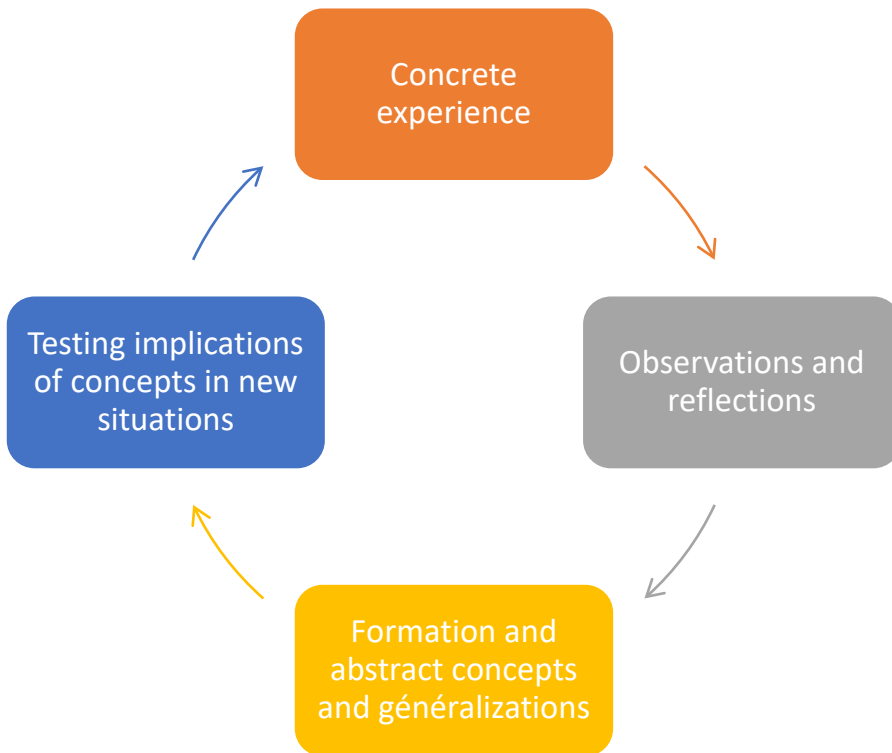 Concrete
experience
Observations and
reflections
Formation and
abstract concepts
and généralizations
Testing implications
of concepts in new
situations